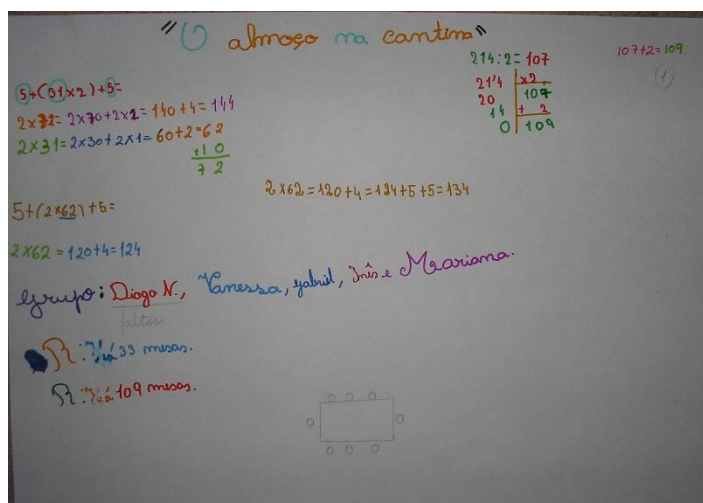 "O almoço na cantina"
214:2=107
107+2=109
1
5+(31x2)+5=
214 x2
20 107
14 + 2
0 109
2x72=2x70+2x2=140+4=144
2x31=2x30+2x1=60+2=62
+10
72
2x62=120+4=124+5+5=134
5+(2x62)+5=
2x62=120+4=124
Grupo: Diogo N., Vanessa, gabriel, Inês e Mariana.
faltou
R: 33 mesas.
R: 109 mesas.